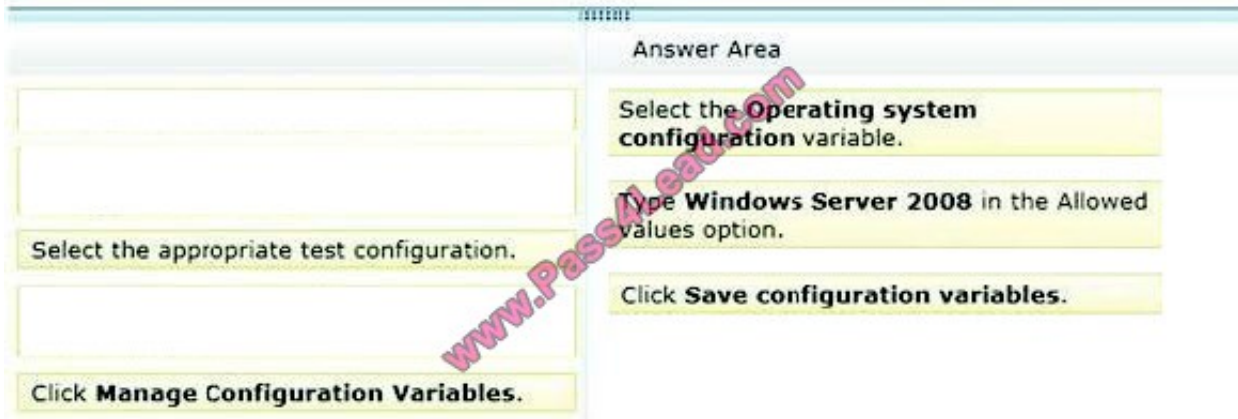 Answer Area
Select the Operating system
configuration variable.
Type Windows Server 2008 in the Allowed
values option.
Select the appropriate test configuration.
Click Save configuration variables.
Click Manage Configuration Variables.
www.Pass4Lead.com